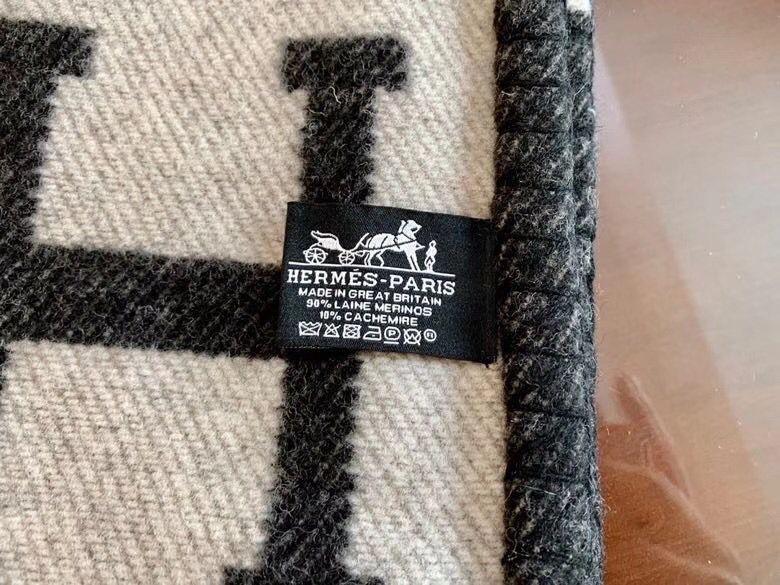 HERMÈS-PARIS
MADE IN GREAT BRITAIN
90% LAINE MERINOS
10% CACHEMIRE